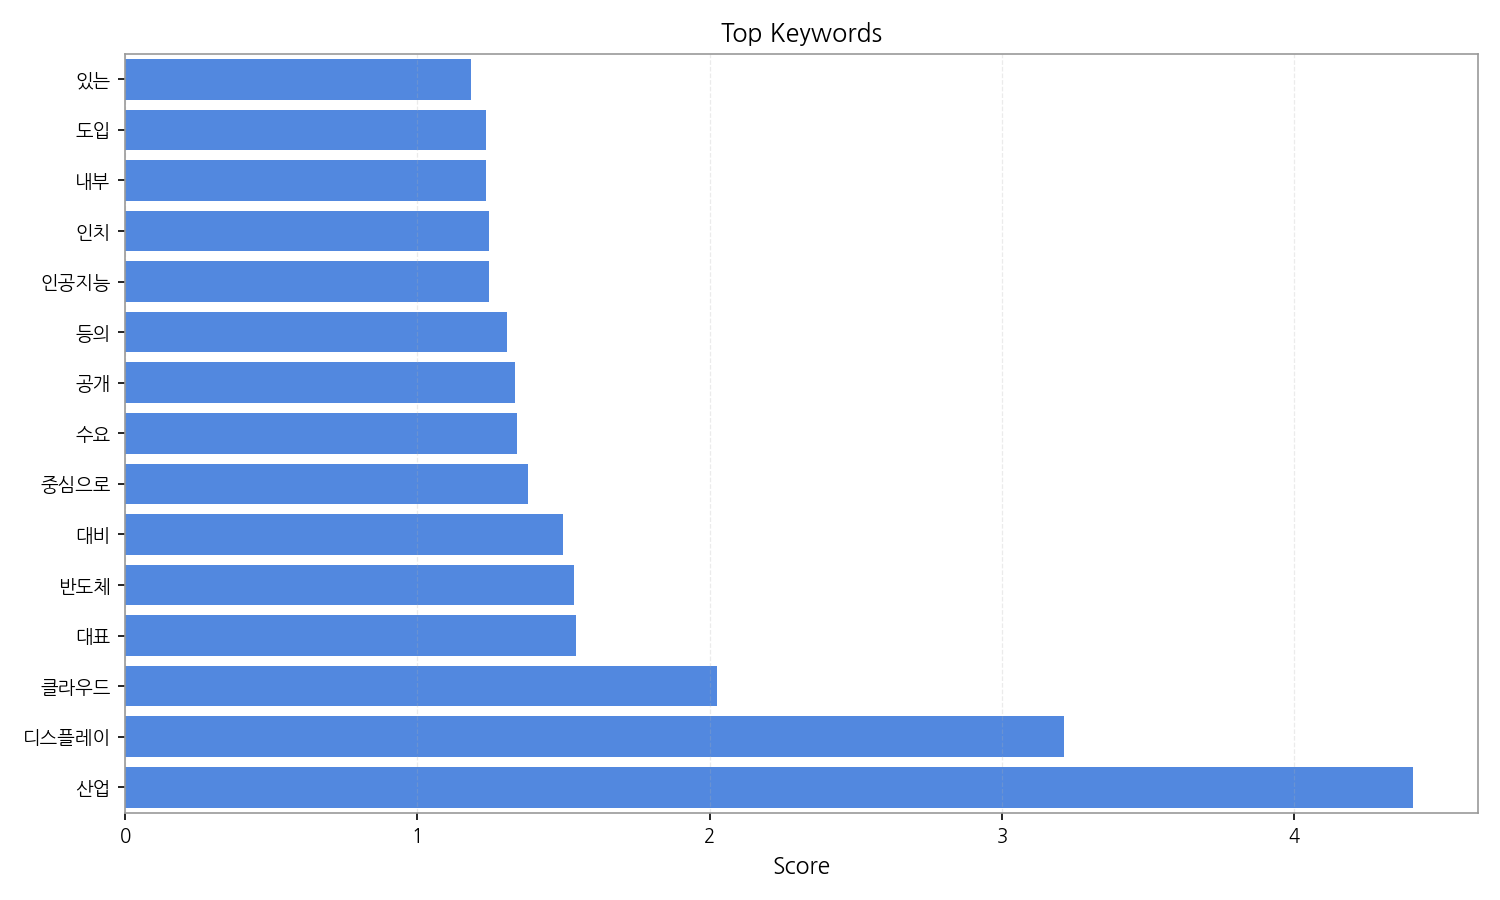 Top Keywords
있는
도입
내부
인치
인공지능
등의
공개
수요
중심으로
대비
반도체
대표
클라우드
디스플레이
산업
0 1 2 3 4
Score